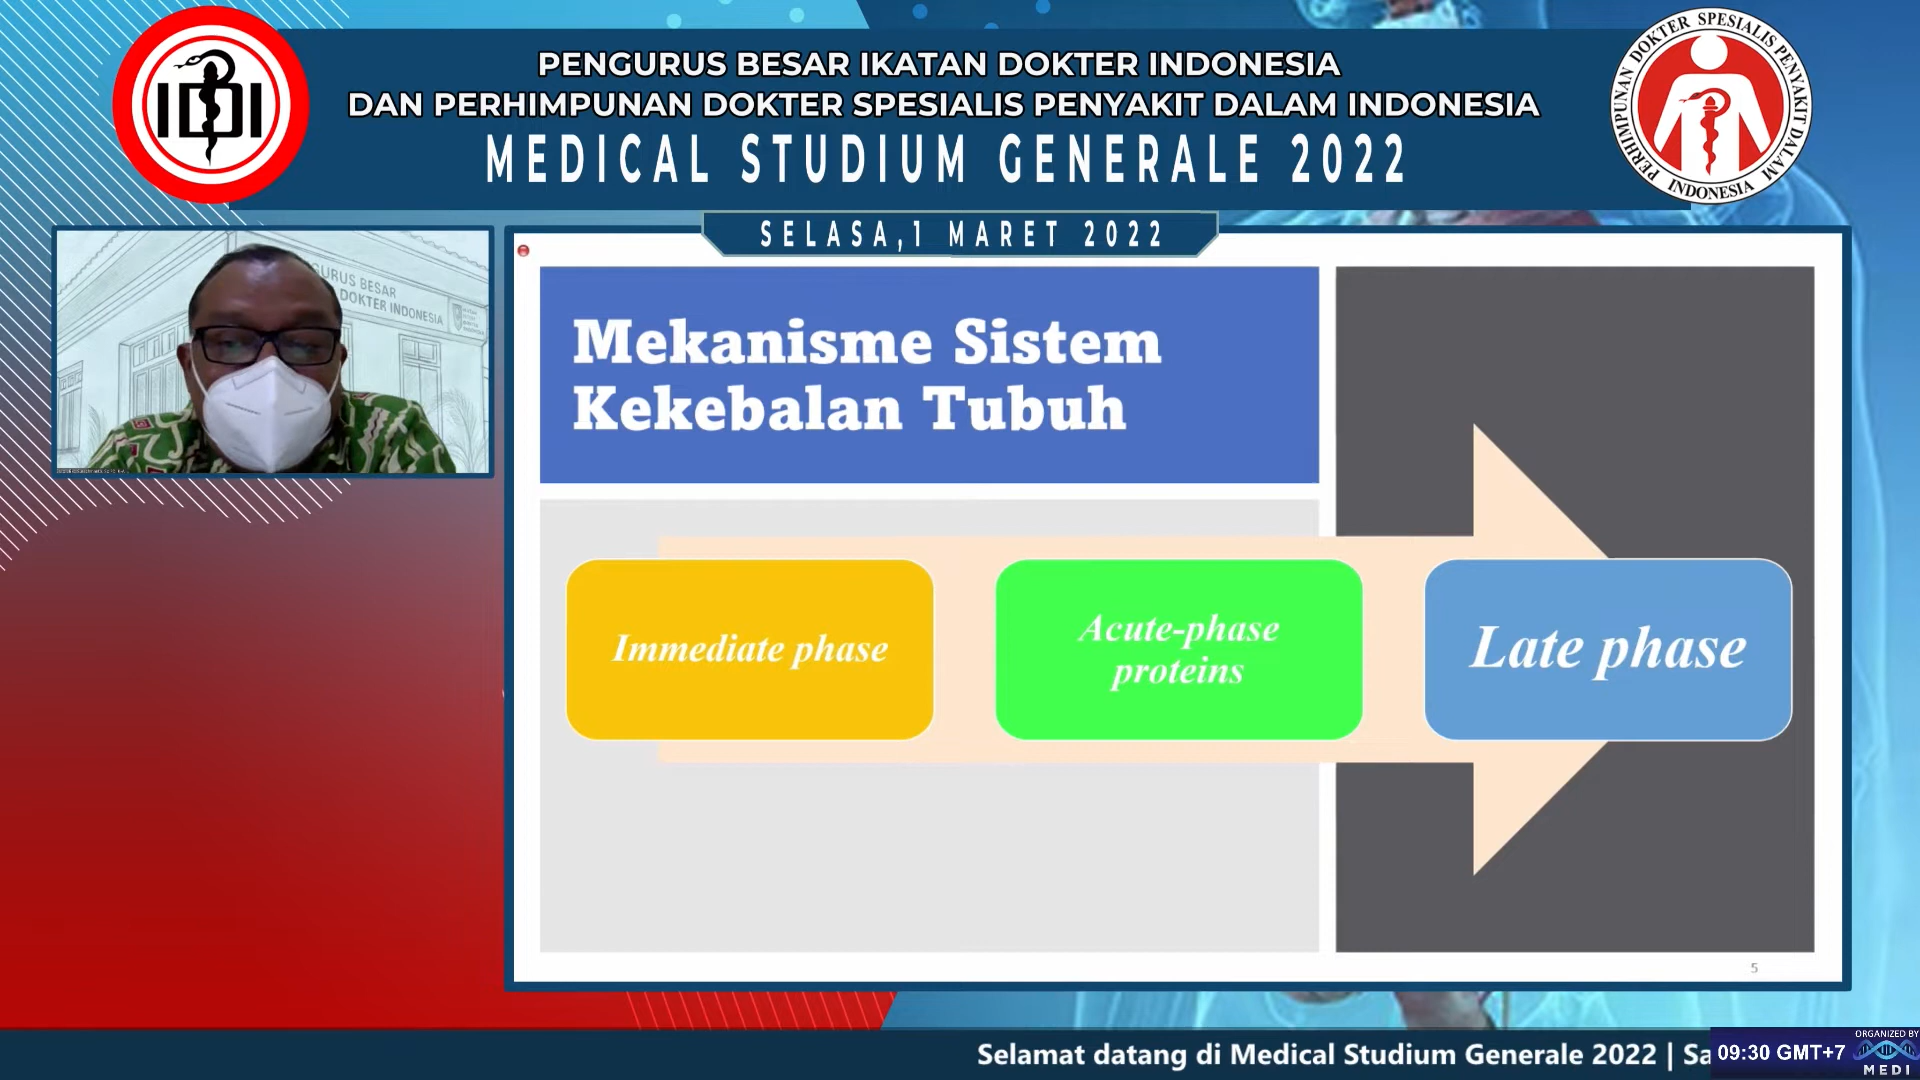 PENGURUS BESAR IKATAN DOKTER INDONESIA
DAN PERHIMPUNAN DOKTER SPESIALIS PENYAKIT DALAM INDONESIA
MEDICAL STUDIUM GENERALE 2022
SELASA,1 MARET 2022
IDI
PERHIMPUNAN DOKTER SPESIALIS PENYAKIT DALAM
INDONESIA
GURUS BESAR
DOKTER INDONESIA
Mekanisme Sistem
Kekebalan Tubuh
Immediate phase
Acute-phase
proteins
Late phase
5
Selamat datang di Medical Studium Generale 2022 | Sa
09:30 GMT+7
ORGANIZED BY
MEDI